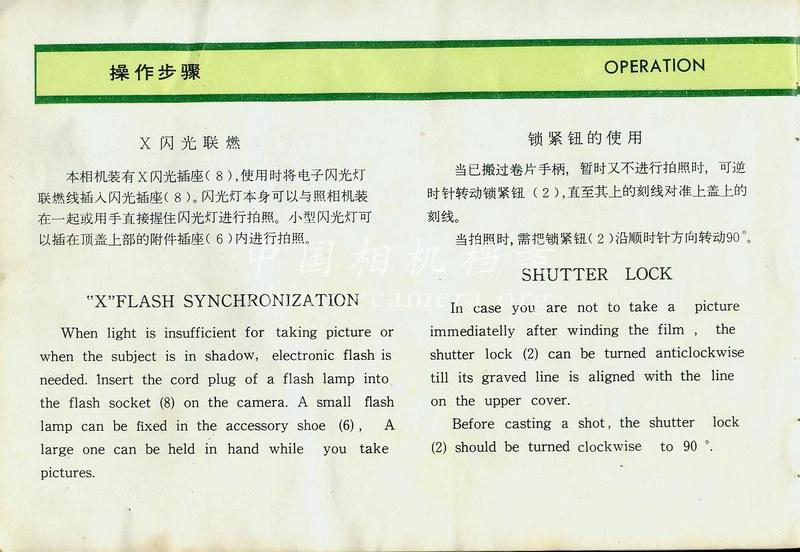 操作步骤
OPERATION
X闪光联燃
本相机装有X闪光插座(8),使用时将电子闪光灯
联燃线插入闪光插座(8)。闪光灯本身可以与照相机装
在一起或用手直接握住闪光灯进行拍照。小型闪光灯可
以插在顶盖上部的附件插座(6)内进行拍照。
"X"FLASH SYNCHRONIZATION
When light is insufficient for taking picture or
when the subject is in shadow, electronic flash is
needed. 1nsert the cord plug of a flash lamp into
the flash socket (8) on the camera. A small flash
lamp can be fixed in the accessory shoe (6), A
large one can be held in hand while you take
pictures.
锁紧钮的使用
当已搬过卷片手柄，暂时又不进行拍照时，可逆
时针转动锁紧钮(2),直至其上的刻线对准上盖上的
刻线。
当拍照时,需把锁紧钮(2)沿顺时针方向转动90°。
SHUTTER LOCK
In case you are not to take a picture
immediatelly after winding the film , the
shutter lock (2) can be turned anticlockwise
till its graved line is aligned with the line
on the upper cover.
Before casting a shot, the shutter lock
(2) should be turned clockwise to 90 °.
中国相机档案